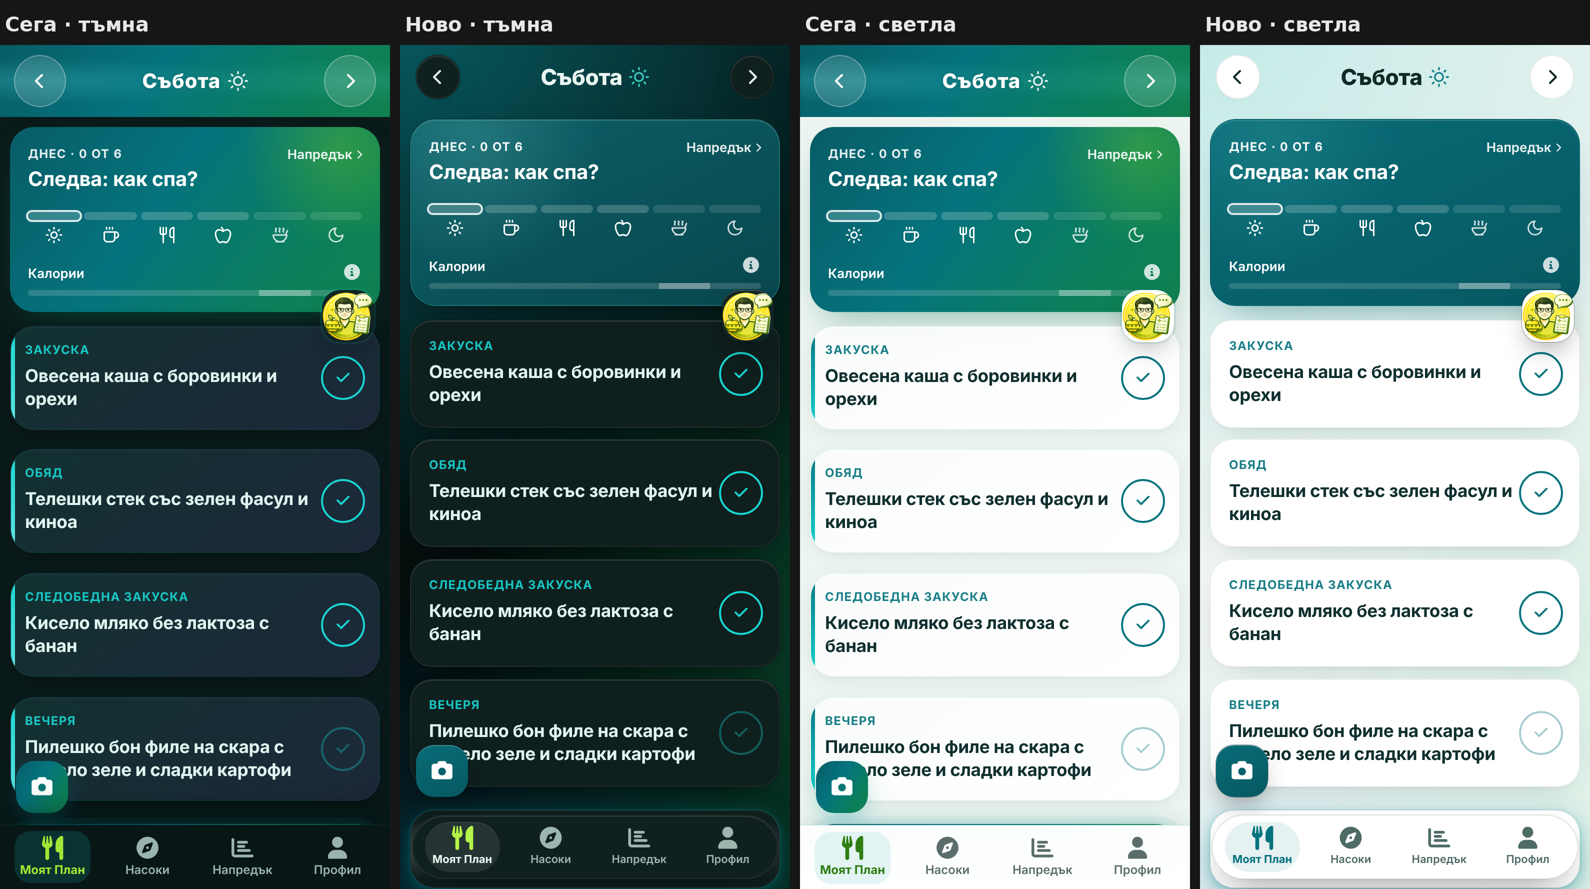 Сега · тъмна
Събота
ДНЕС · 0 ОТ 6
Напредък
Следва: как спа?
Калории
ЗАКУСКА
Овесена каша с боровинки и
орехи
ОБЯД
Телешки стек със зелен фасул и
киноа
СЛЕДОБЕДНА ЗАКУСКА
Кисело мляко без лактоза с
банан
ВЕЧЕРЯ
Пилешко бон филе на скара с
зеле и сладки картофи
Моят План
Насоки
Напредък
Профил
Ново · тъмна
Събота
ДНЕС · 0 ОТ 6
Напредък
Следва: как спа?
Калории
ЗАКУСКА
Овесена каша с боровинки и
орехи
ОБЯД
Телешки стек със зелен фасул и
киноа
СЛЕДОБЕДНА ЗАКУСКА
Кисело мляко без лактоза с
банан
ВЕЧЕРЯ
Пилешко бон филе на скара с
зеле и сладки картофи
Моят План
Насоки
Напредък
Профил
Сега · светла
Събота
ДНЕС · 0 ОТ 6
Напредък
Следва: как спа?
Калории
ЗАКУСКА
Овесена каша с боровинки и
орехи
ОБЯД
Телешки стек със зелен фасул и
киноа
СЛЕДОБЕДНА ЗАКУСКА
Кисело мляко без лактоза с
банан
ВЕЧЕРЯ
Пилешко бон филе на скара с
зеле и сладки картофи
Моят План
Насоки
Напредък
Профил
Ново · светла
Събота
ДНЕС · 0 ОТ 6
Напредък
Следва: как спа?
Калории
ЗАКУСКА
Овесена каша с боровинки и
орехи
ОБЯД
Телешки стек със зелен фасул и
киноа
СЛЕДОБЕДНА ЗАКУСКА
Кисело мляко без лактоза с
банан
ВЕЧЕРЯ
Пилешко бон филе на скара с
зеле и сладки картофи
Моят План
Насоки
Напредък
Профил